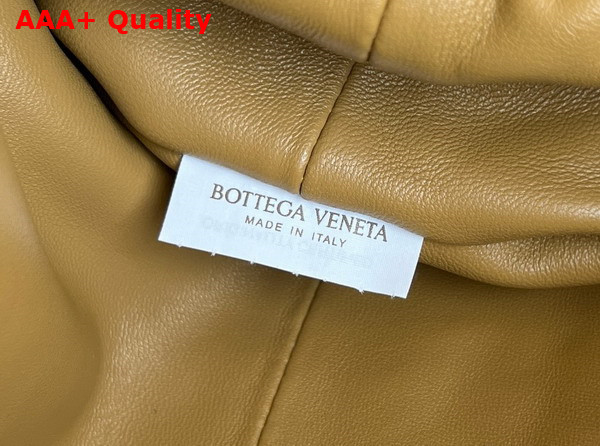 AAA+ Quality
BOTTEGA VENETA
MADE IN ITALY